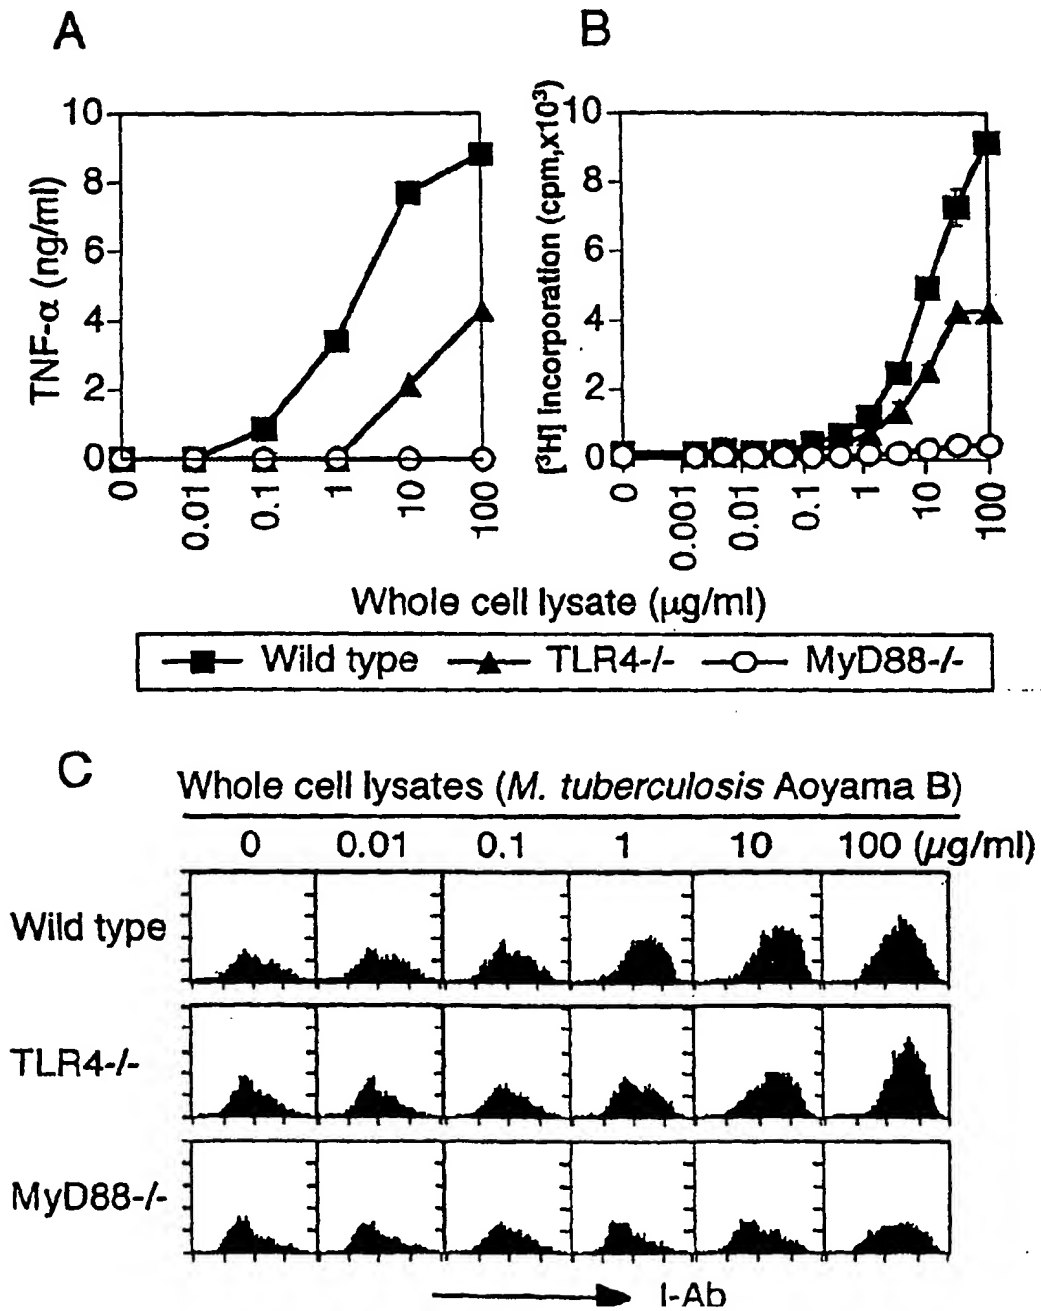 A
B
10
8
6
4
2
0
TNF-α (ng/ml)
0
0.01
0.1
1
10
100
[³H] Incorporation (cpm,x10³)
10
8
6
4
2
0
0
0.001
0.01
0.1
1
10
100
Whole cell lysate (μg/ml)
Wild type TLR4-/- MyD88-/-
C
Whole cell lysates (M. tuberculosis Aoyama B)
0 0.01 0.1 1 10 100 (μg/ml)
Wild type
TLR4-/-
MyD88-/-
I-Ab